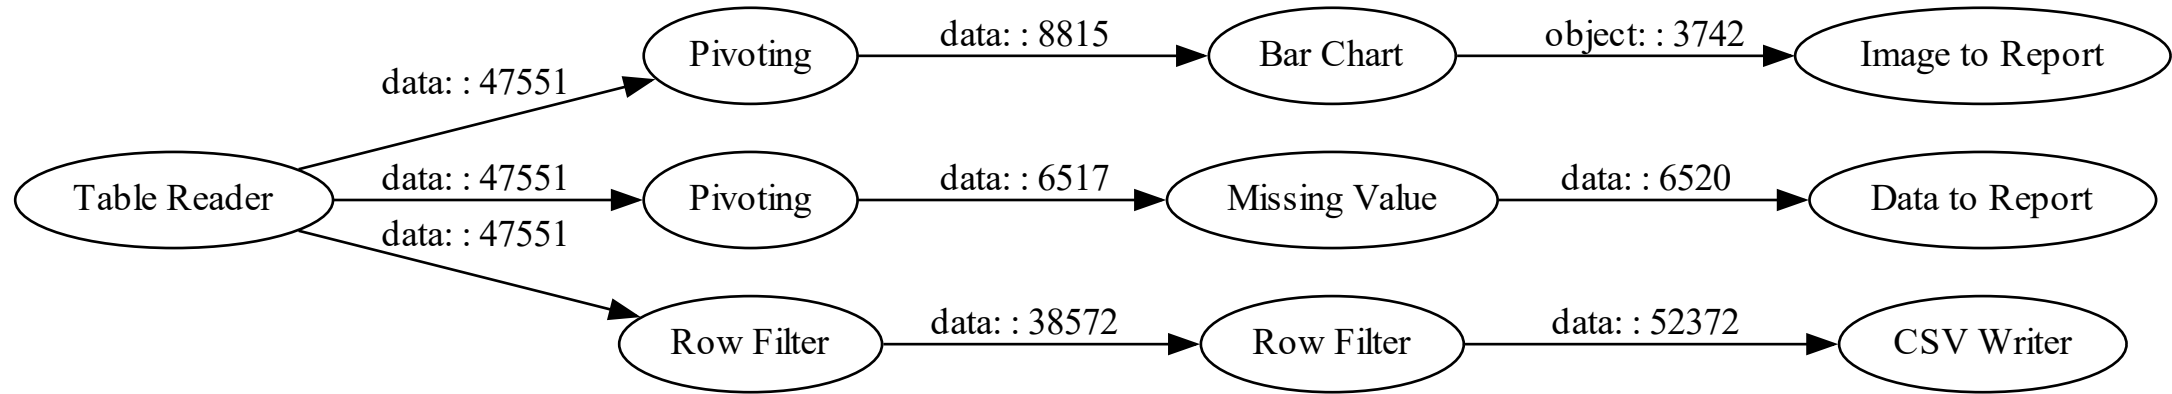 Table Reader
data: : 47551
Pivoting
data: : 8815
Bar Chart
object: : 3742
Image to Report
data: : 47551
Pivoting
data: : 6517
Missing Value
data: : 6520
Data to Report
data: : 47551
Row Filter
data: : 38572
Row Filter
data: : 52372
CSV Writer